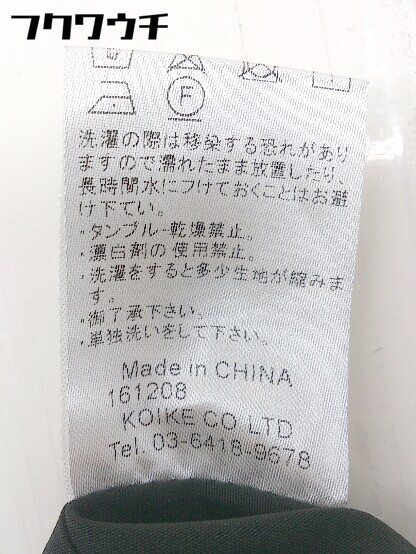 フクワウチ
F
洗濯の際は移染する恐れがあり
ますので濡れたまま放置したり、
長時間水につけておくことはお避
け下てい。
・タンブル-乾燥禁止。
・漂白剤の使用禁止。
・洗濯をすると多少生地が縮みま
す。
・御了承下さい。
・単独洗いをして下さい。
Made in CHINA
161208
KOIKE CO LTD
Tel. 03-6418-9678